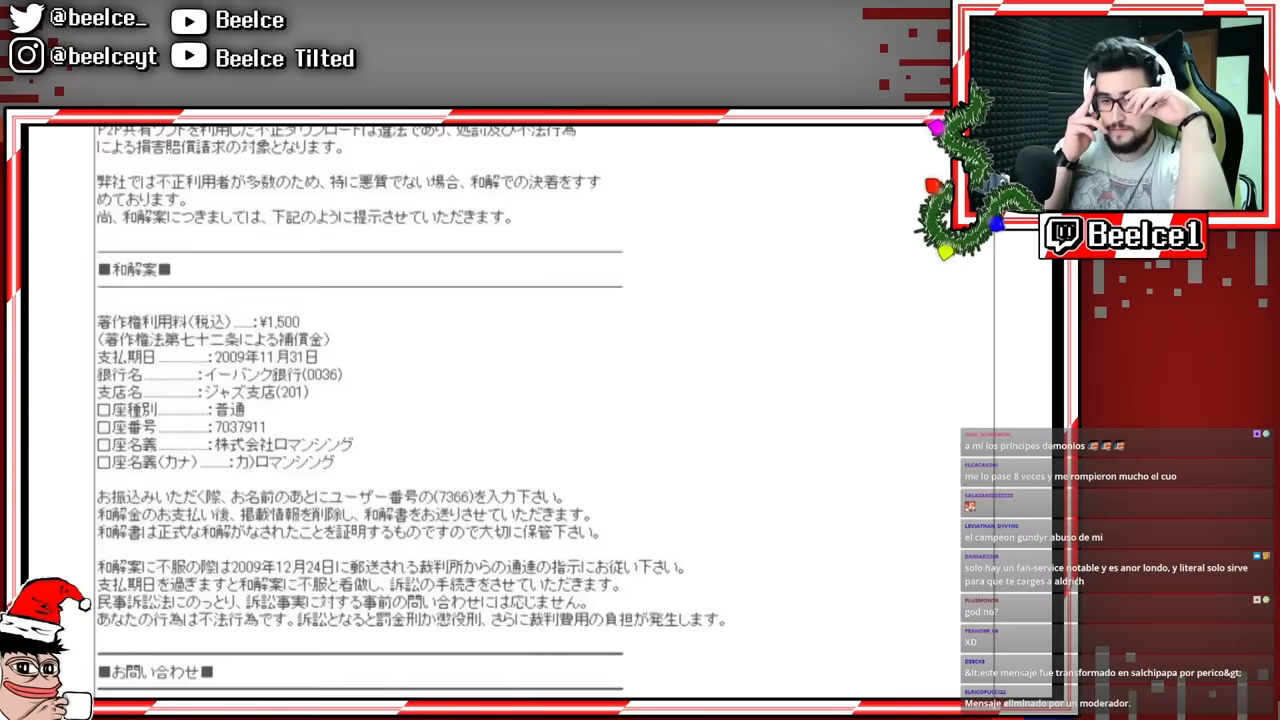 @beelce_
Beelce
@beelceyt
Beelce Tilted
P2P共有ソフトを利用した不正ダウンロードは違法であり、処罰及び不法行為
による損害賠償請求の対象となります。
弊社では不正利用者が多数のため、特に悪質でない場合、和解での決着をすす
めております。
尚、和解案につきましては、下記のように提示させていただきます。
■和解案■
著作権利用料(税込) ......:¥1,500
(著作権法第七十二条による補償金)
支払期日 ...............: 2009年11月31日
銀行名 ................: イーバンク銀行(0036)
支店名 ................: ジャズ支店(201)
口座種別 ...............: 普通
口座番号 ...............: 7037911
口座名義 ...............: 株式会社ロマンシング
口座名義(カナ) ........: カ)ロマンシング
お振込みいただく際、お名前のあとにユーザー番号の(7366)を入力下さい。
和解金のお支払い後、掲載情報を削除し、和解書をお送りさせていただきます。
和解書は正式な和解がなされたことを証明するものですので大切に保管下さい。
和解案に不服の際は2009年12月24日に郵送される裁判所からの通達の指示にお従い下さい。
支払期日を過ぎますと和解案に不服と看做し、訴訟の手続きをさせていただきます。
民事訴訟法にのっとり、訴訟事実に対する事前の問い合わせには応じません。
あなたの行為は不法行為です。訴訟となると罰金刑か懲役刑、さらに裁判費用の負担が発生します。
■お問い合わせ■
Beelce1
a mí los principes demonios
me lo pase 8 veces y me rompieron mucho el cuo
LEVIATHAN_D1V1NG
el campeon gundyr abuso de mi
solo hay un fan-service notable y es anor londo, y literal solo sirve
para que te carges a aldrich
PLUSMONTE
god no?
XD
&lt;este mensaje fue transformado en salchipapa por perico&gt;
ELRICOPUCCI22
Mensaje eliminado por un moderador.